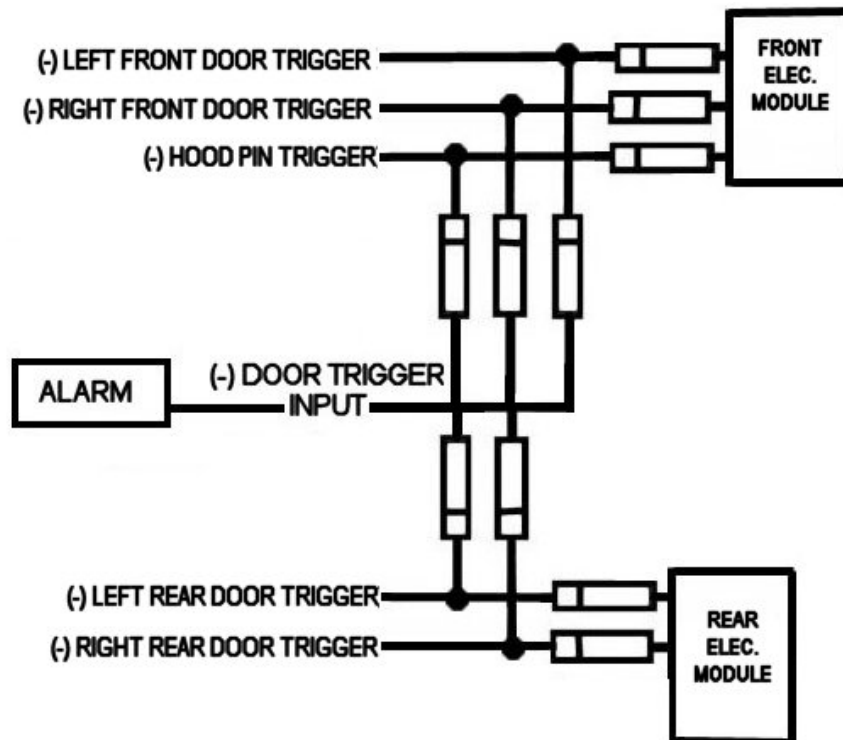 (-) LEFT FRONT DOOR TRIGGER
(-) RIGHT FRONT DOOR TRIGGER
(-) HOOD PIN TRIGGER
FRONT
ELEC.
MODULE
ALARM
(-) DOOR TRIGGER
INPUT
(-) LEFT REAR DOOR TRIGGER
(-) RIGHT REAR DOOR TRIGGER
REAR
ELEC.
MODULE